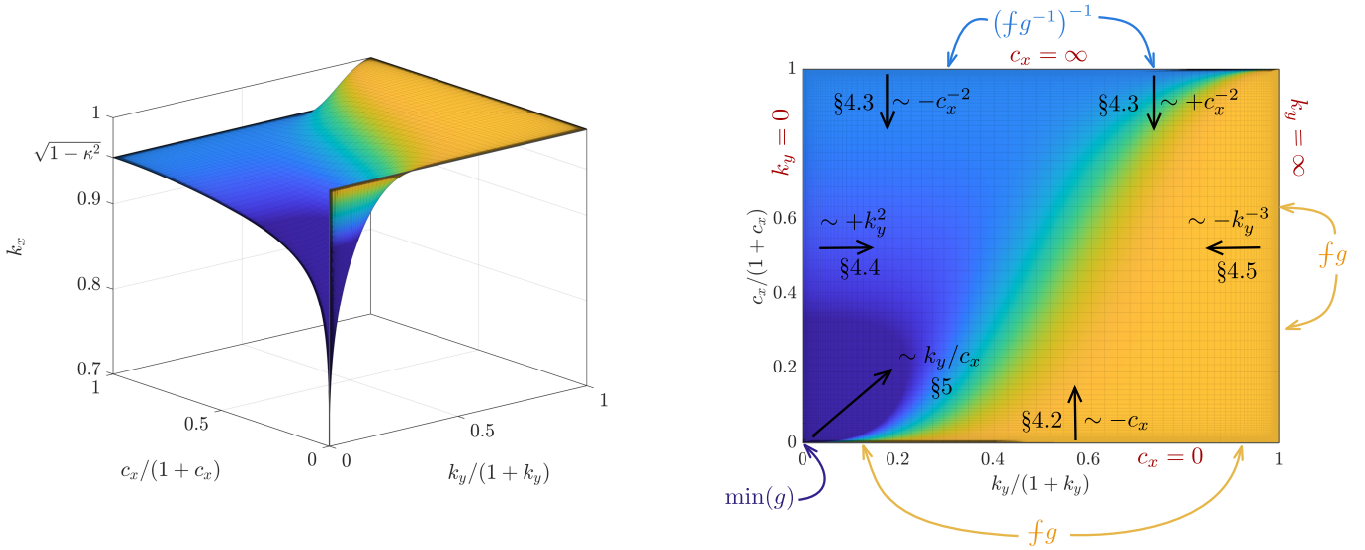 1
√1 − κ²
0.9
0.8
0.7
k_x
1
0.5
0
c_x/(1 + c_x)
0
0.5
1
k_y/(1 + k_y)
(⨍g⁻¹)⁻¹
c_x = ∞
1
§4.3 ∼ −c_x⁻²
§4.3 ∼ +c_x⁻²
k_y = 0
k_y = ∞
0.6
c_x/(1 + c_x)
∼ +k_y²
§4.4
∼ −k_y⁻³
§4.5
⨍g
0.4
∼ k_y/c_x
§5
0.2
§4.2 ∼ −c_x
0
0
0.2
0.4
0.6
c_x = 0
1
k_y/(1 + k_y)
min(g)
⨍g